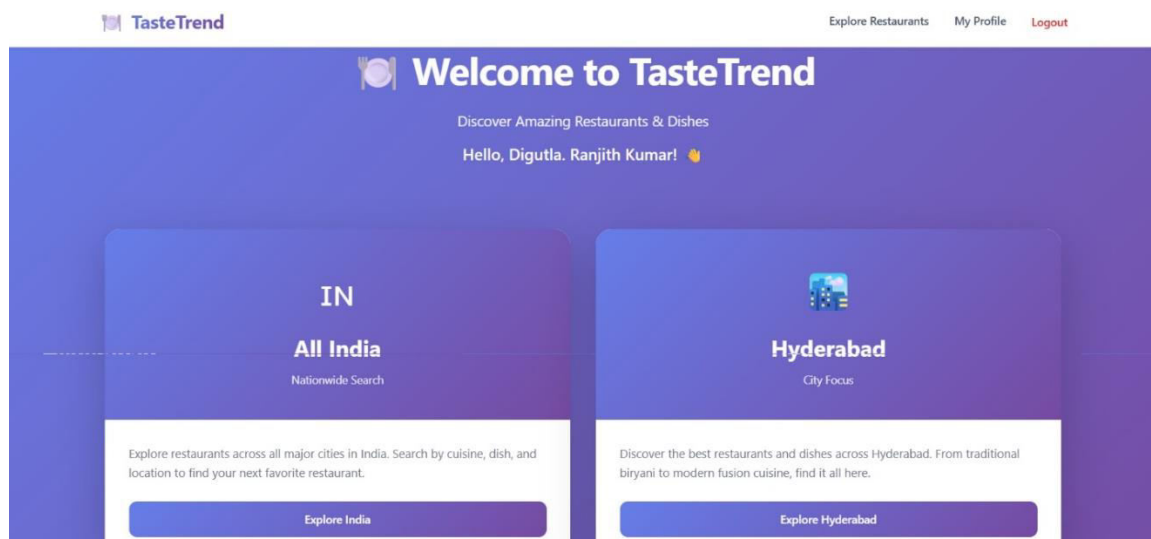 🍽️ TasteTrend
Explore Restaurants My Profile Logout
🍽️ Welcome to TasteTrend
Discover Amazing Restaurants & Dishes
Hello, Digutla. Ranjith Kumar! 👋
IN
All India
Nationwide Search
Explore restaurants across all major cities in India. Search by cuisine, dish, and
location to find your next favorite restaurant.
Explore India
Hyderabad
City Focus
Discover the best restaurants and dishes across Hyderabad. From traditional
biryani to modern fusion cuisine, find it all here.
Explore Hyderabad